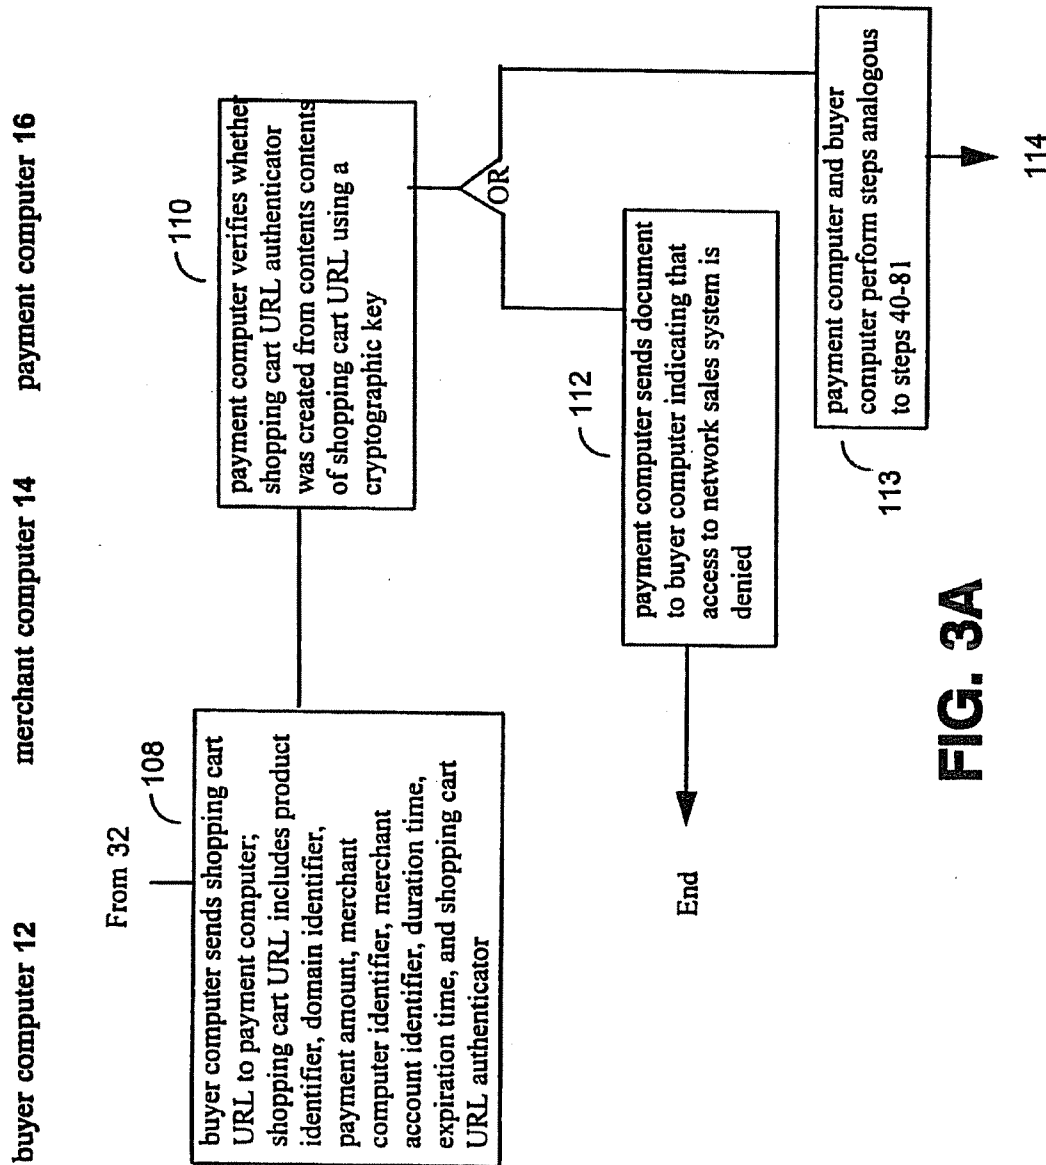 buyer computer 12
merchant computer 14
payment computer 16
From 32
108
buyer computer sends shopping cart
URL to payment computer;
shopping cart URL includes product
identifier, domain identifier,
payment amount, merchant
computer identifier, merchant
account identifier, duration time,
expiration time, and shopping cart
URL authenticator
110
payment computer verifies whether
shopping cart URL authenticator
was created from contents contents
of shopping cart URL using a
cryptographic key
OR
112
payment computer sends document
to buyer computer indicating that
access to network sales system is
denied
End
113
payment computer and buyer
computer perform steps analogous
to steps 40-81
114
FIG. 3A